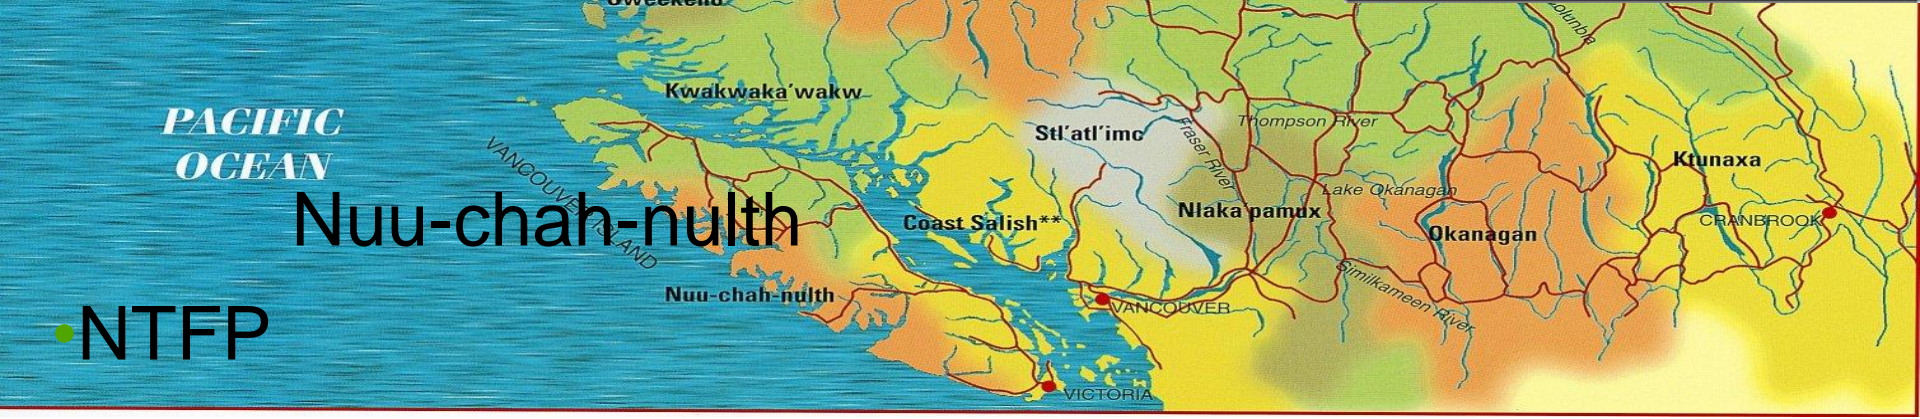 Oweekeno
Columbia
Kwakwaka'wakw
PACIFIC
OCEAN
Thompson River
Stl'atl'imc
Fraser River
VANCOUVER ISLAND
Ktunaxa
Lake Okanagan
Nuu-chah-nulth
Coast Salish**
Nlaka'pamux
CRANBROOK
Okanagan
Similkameen River
Nuu-chah-nulth
VANCOUVER
•NTFP
VICTORIA